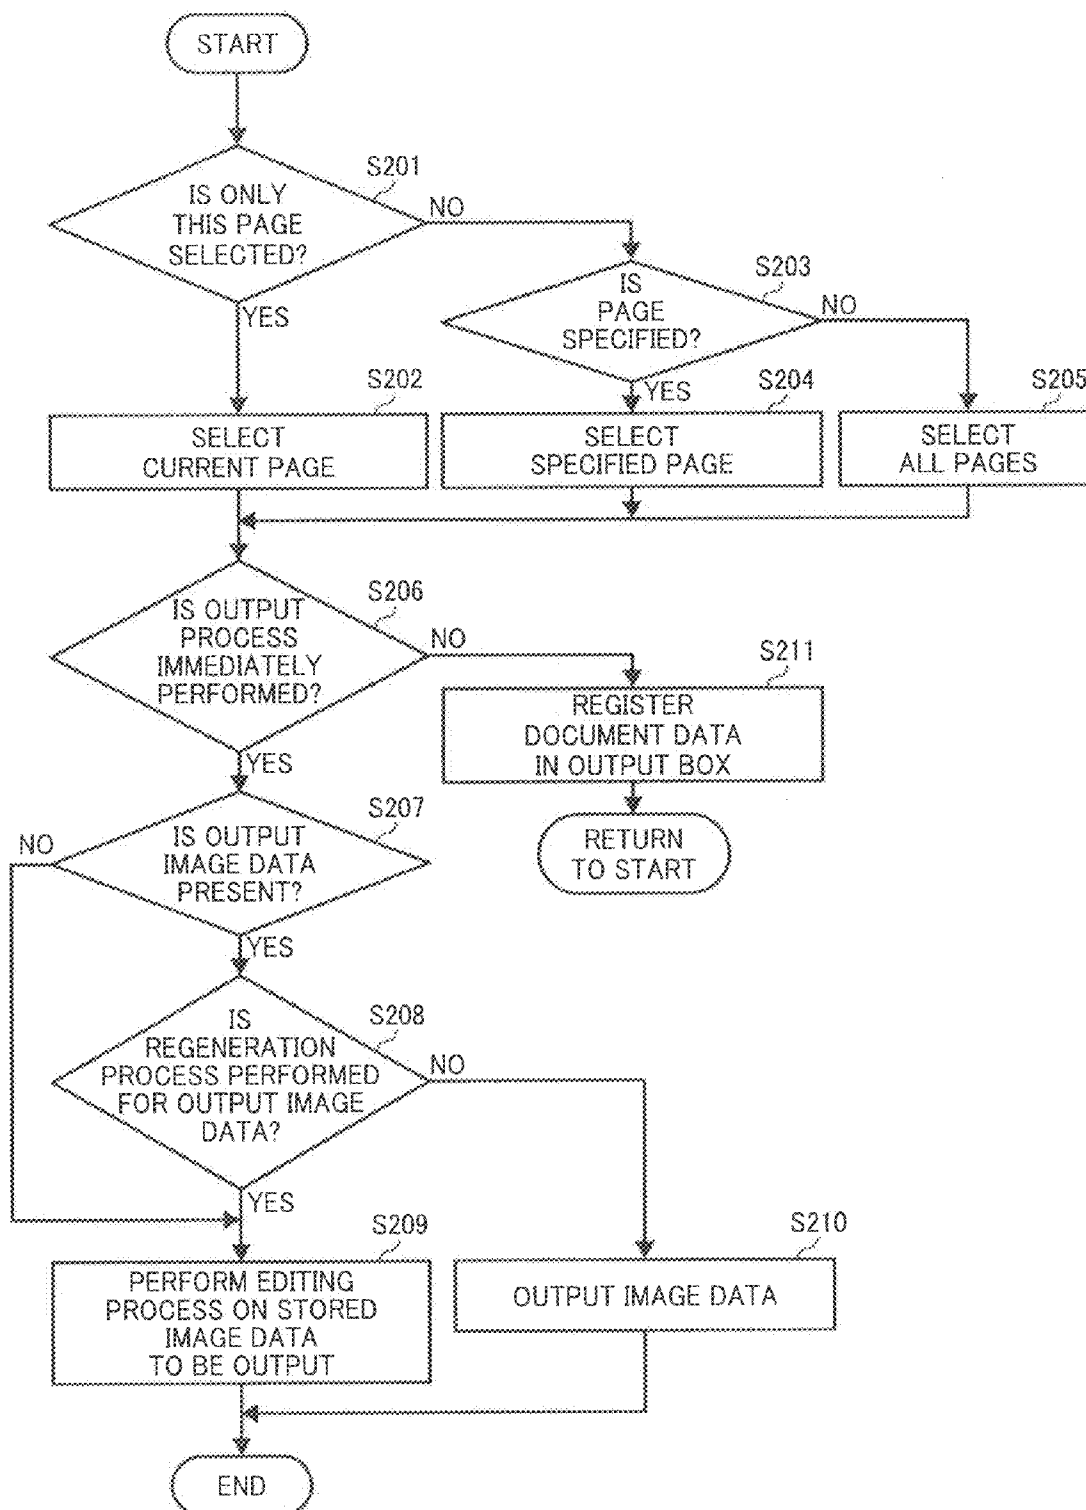 START
S201
IS ONLY
THIS PAGE
SELECTED?
NO
YES
S203
IS
PAGE
SPECIFIED?
NO
YES
S202
SELECT
CURRENT PAGE
S204
SELECT
SPECIFIED PAGE
S205
SELECT
ALL PAGES
S206
IS OUTPUT
PROCESS
IMMEDIATELY
PERFORMED?
NO
YES
S211
REGISTER
DOCUMENT DATA
IN OUTPUT BOX
RETURN
TO START
S207
IS OUTPUT
IMAGE DATA
PRESENT?
NO
YES
S208
IS
REGENERATION
PROCESS PERFORMED
FOR OUTPUT IMAGE
DATA?
NO
YES
S209
PERFORM EDITING
PROCESS ON STORED
IMAGE DATA
TO BE OUTPUT
S210
OUTPUT IMAGE DATA
END